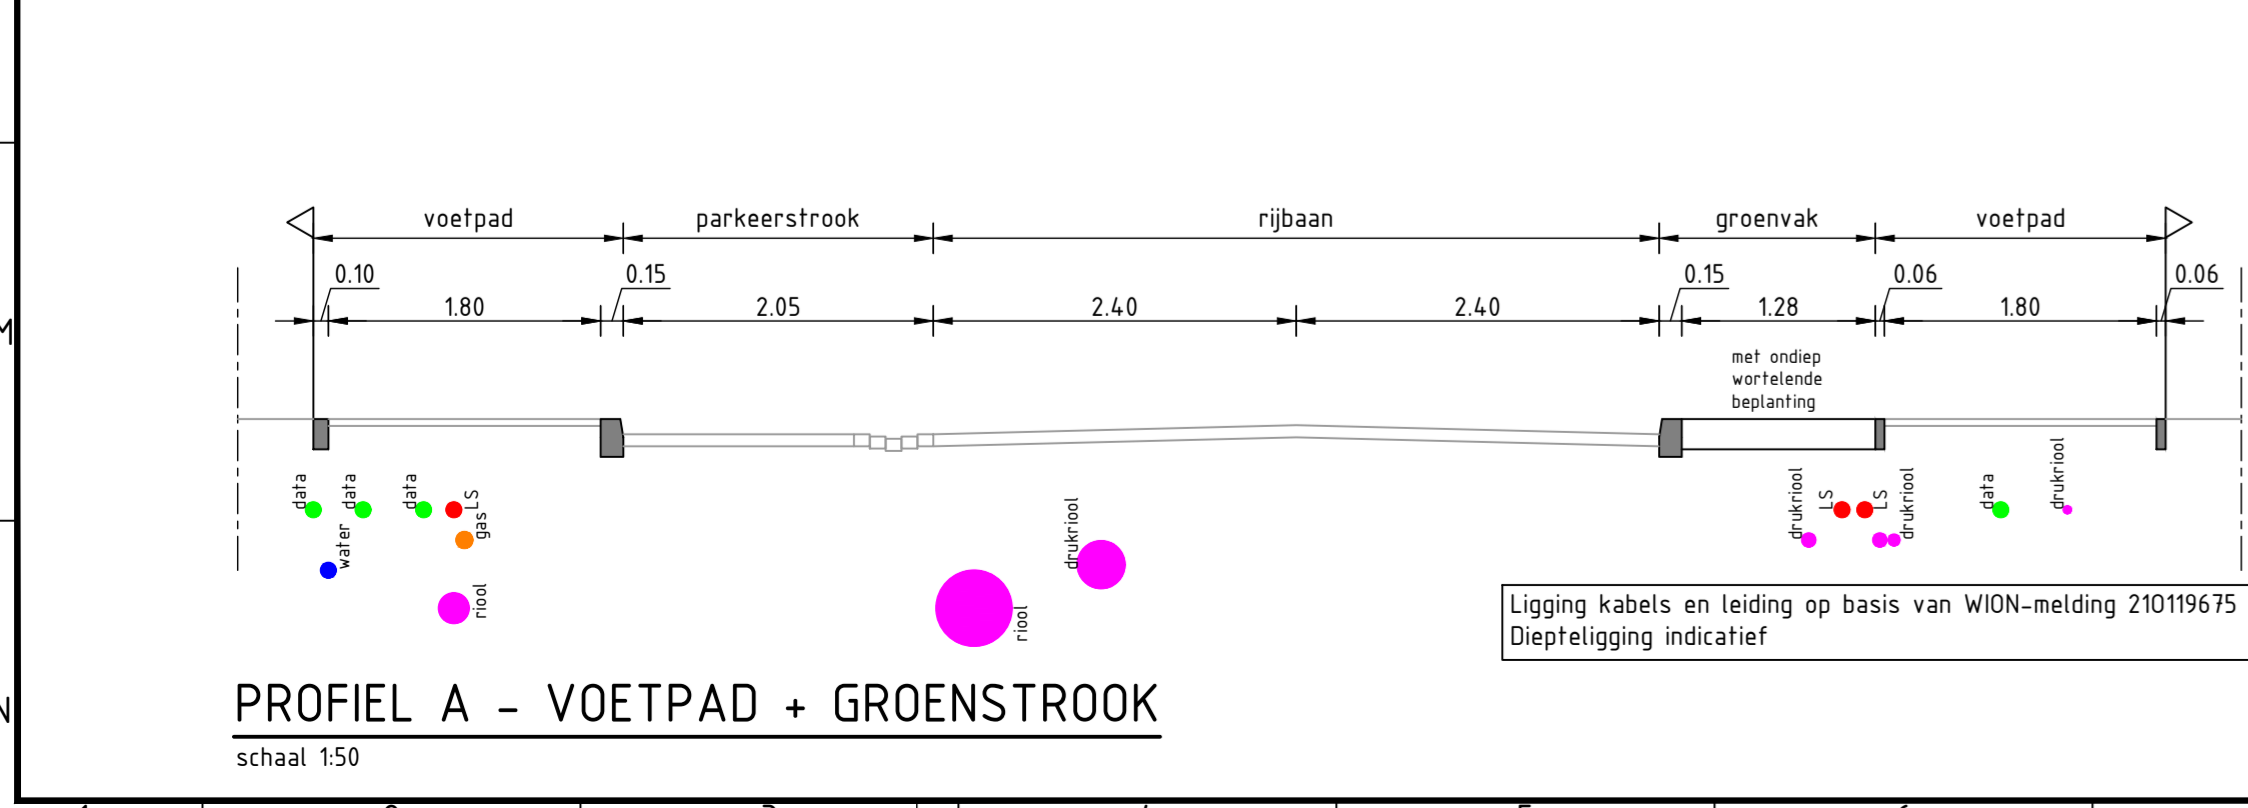 voetpad parkeerstrook rijbaan groenvak voetpad
0.10 0.15 0.15 0.06 0.06
1.80 2.05 2.40 2.40 1.28 1.80
M
met ondiep
wortelende
beplanting
data data data LS gas water riool
drukriool riool
drukriool LS LS drukriool data drukriool
Ligging kabels en leiding op basis van WION-melding 210119675
Diepteligging indicatief
N
PROFIEL A - VOETPAD + GROENSTROOK
schaal 1:50